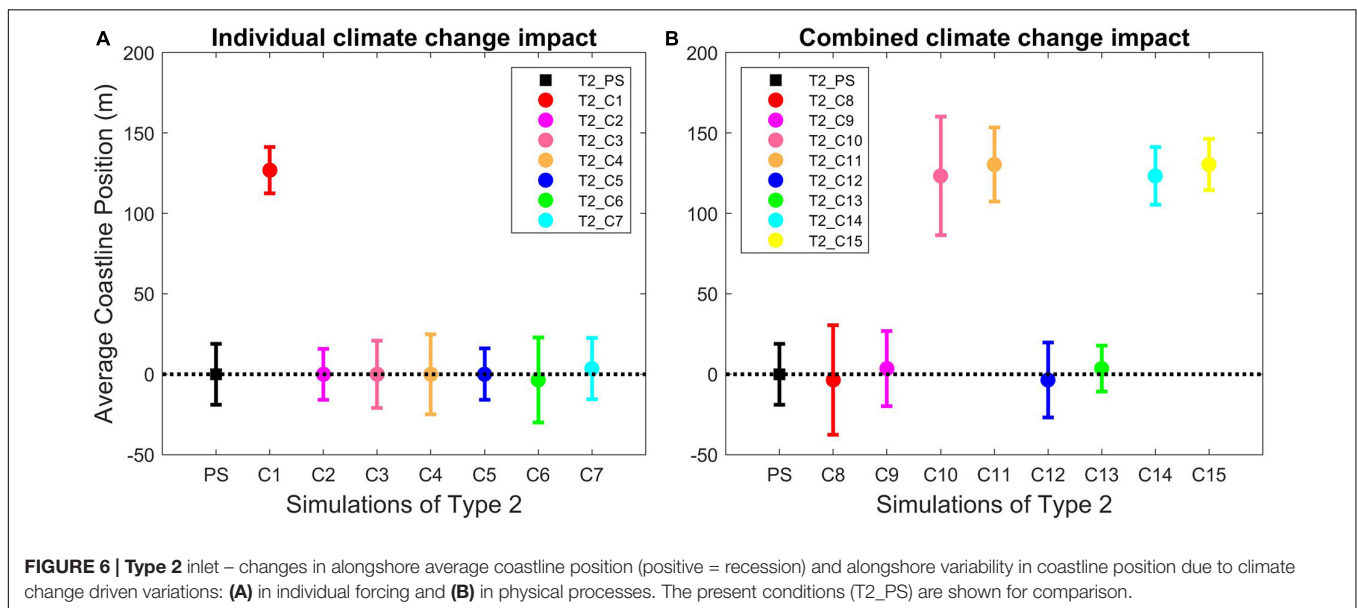 A Individual climate change impact
200
150
100
50
0
-50
Average Coastline Position (m)
T2_PS
T2_C1
T2_C2
T2_C3
T2_C4
T2_C5
T2_C6
T2_C7
PS C1 C2 C3 C4 C5 C6 C7
Simulations of Type 2
B Combined climate change impact
200
150
100
50
0
-50
T2_PS
T2_C8
T2_C9
T2_C10
T2_C11
T2_C12
T2_C13
T2_C14
T2_C15
PS C8 C9 C10 C11 C12 C13 C14 C15
Simulations of Type 2
FIGURE 6 | Type 2 inlet – changes in alongshore average coastline position (positive = recession) and alongshore variability in coastline position due to climate
change driven variations: (A) in individual forcing and (B) in physical processes. The present conditions (T2_PS) are shown for comparison.